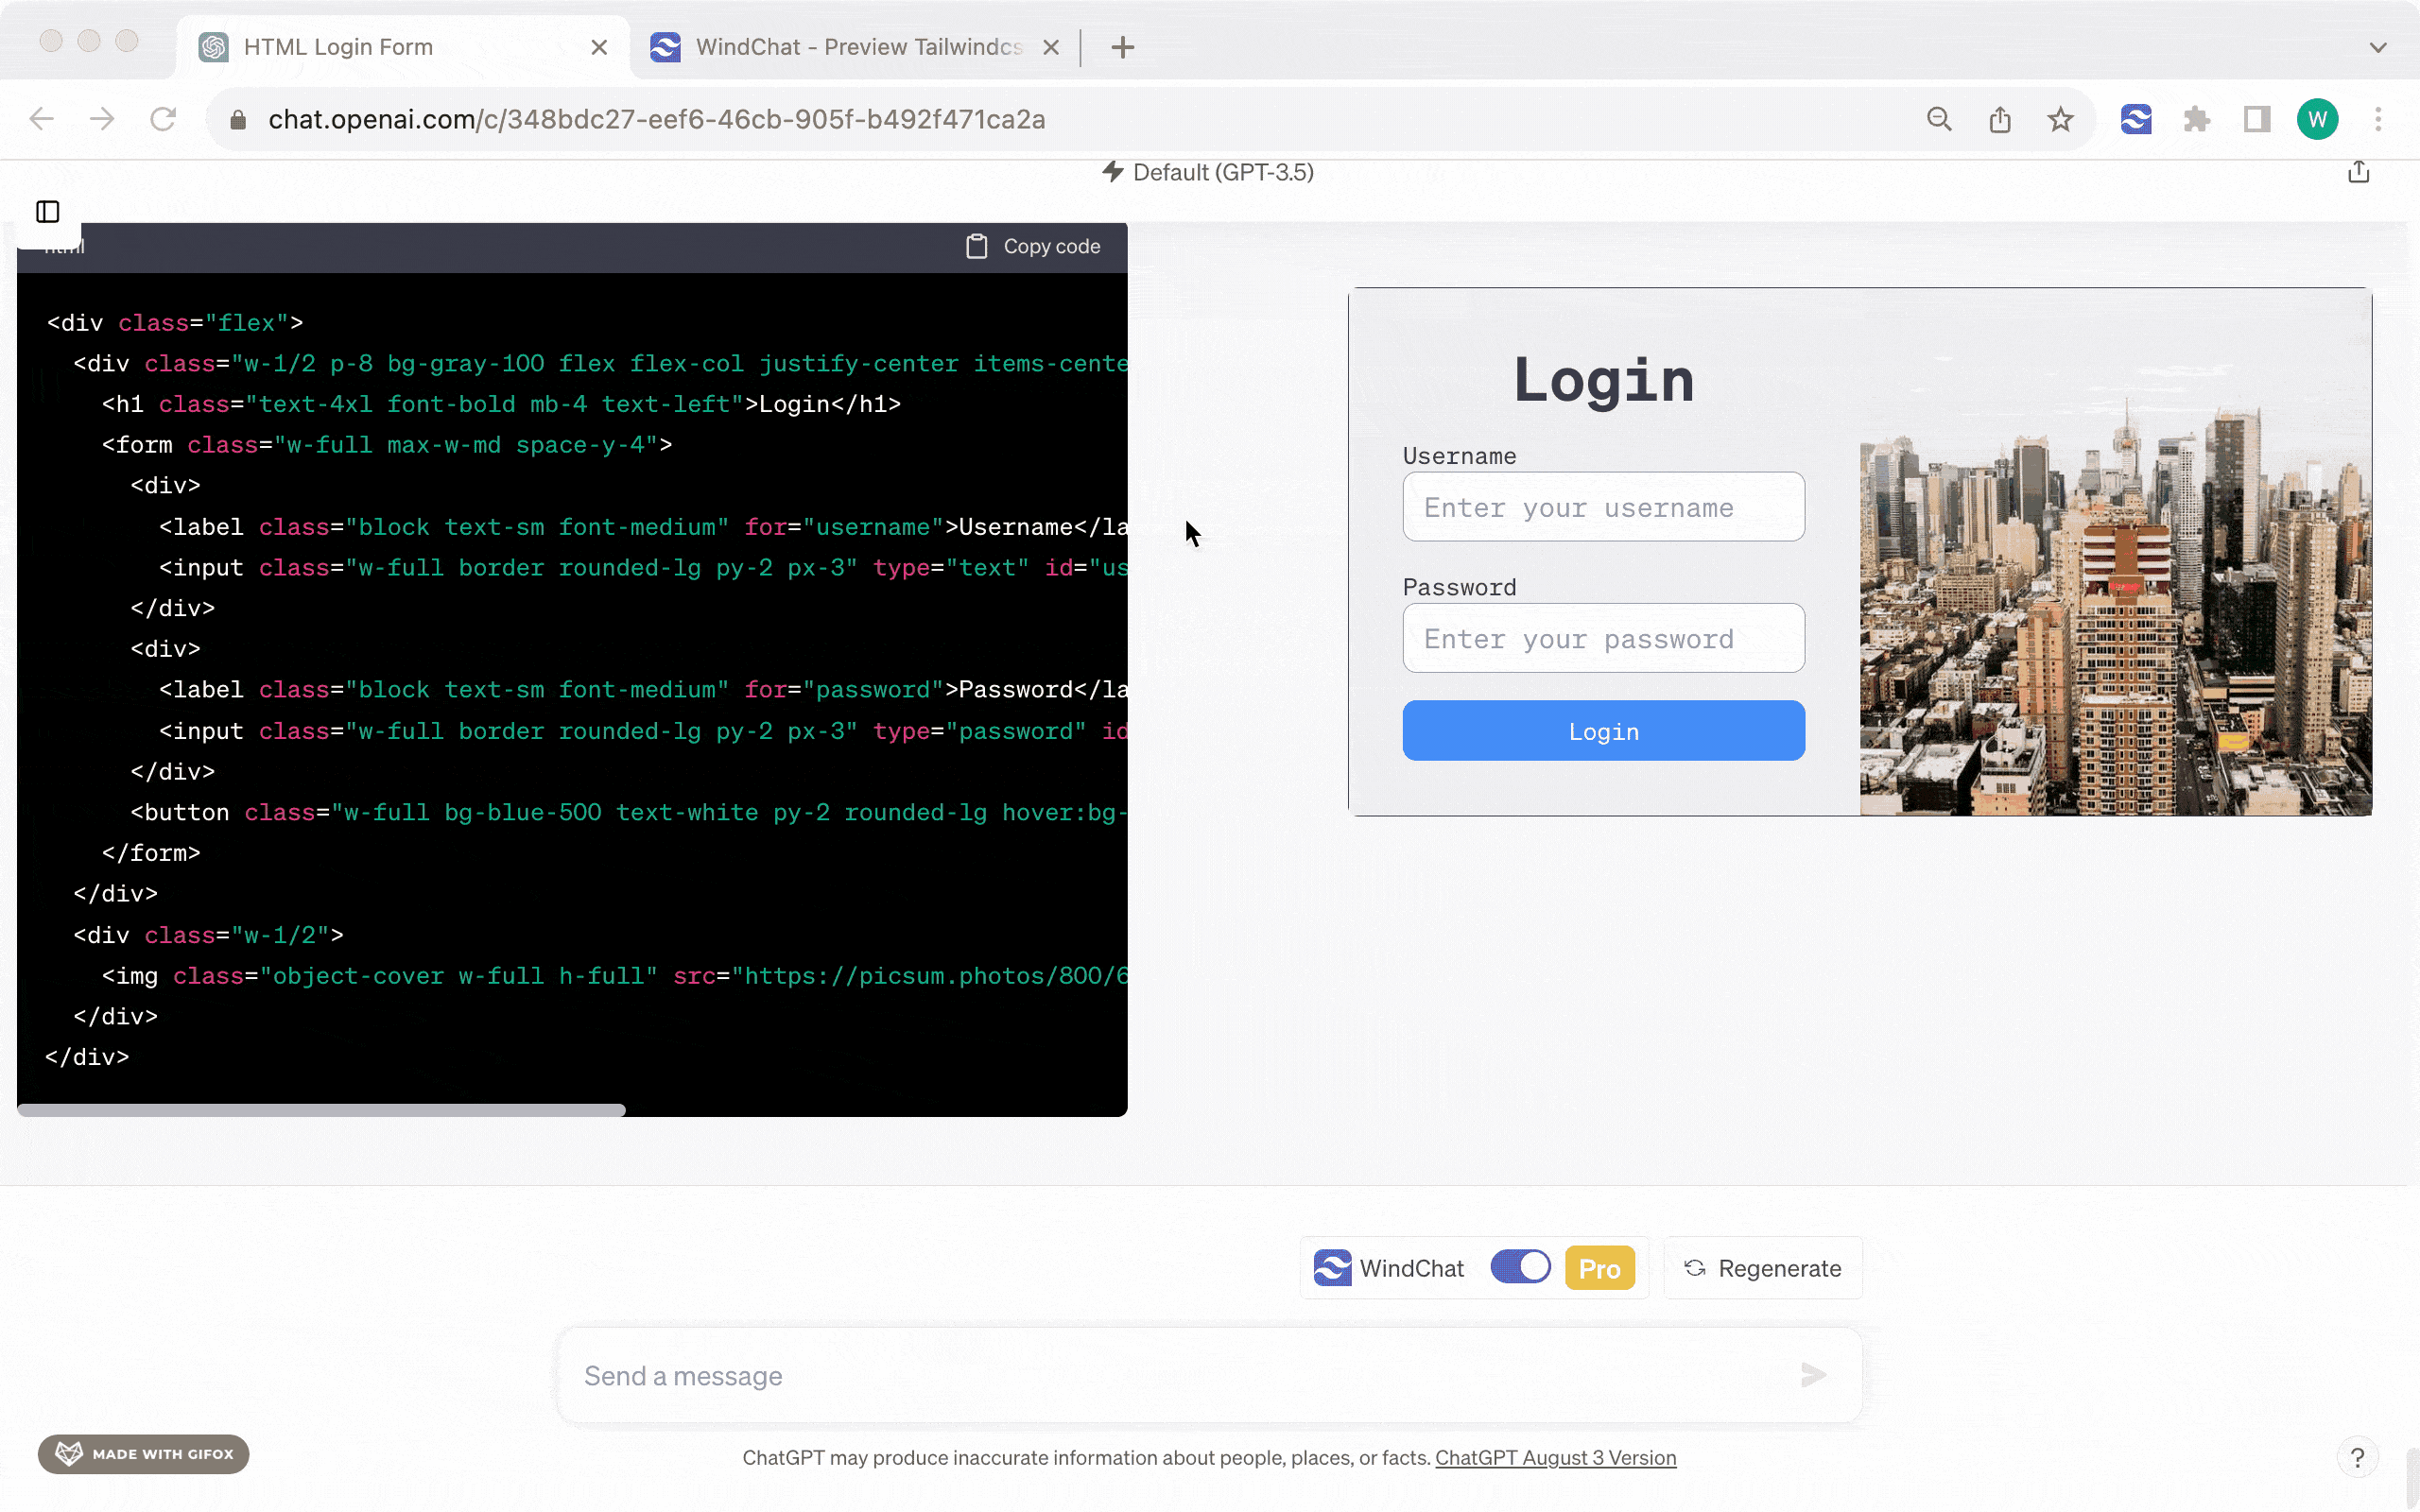 HTML Login Form
WindChat - Preview Tailwindcs
chat.openai.com/c/348bdc27-eef6-46cb-905f-b492f471ca2a
W
Default (GPT-3.5)
html
Copy code
<div class="flex">
<div class="w-1/2 p-8 bg-gray-100 flex flex-col justify-center items-cente
<h1 class="text-4xl font-bold mb-4 text-left">Login</h1>
<form class="w-full max-w-md space-y-4">
<div>
<label class="block text-sm font-medium" for="username">Username</la
<input class="w-full border rounded-lg py-2 px-3" type="text" id="us
</div>
<div>
<label class="block text-sm font-medium" for="password">Password</la
<input class="w-full border rounded-lg py-2 px-3" type="password" id
</div>
<button class="w-full bg-blue-500 text-white py-2 rounded-lg hover:bg-
</form>
</div>
<div class="w-1/2">
<img class="object-cover w-full h-full" src="https://picsum.photos/800/6
</div>
</div>
Login
Username
Enter your username
Password
Enter your password
Login
WindChat
Pro
Regenerate
Send a message
MADE WITH GIFOX
ChatGPT may produce inaccurate information about people, places, or facts. ChatGPT August 3 Version
?